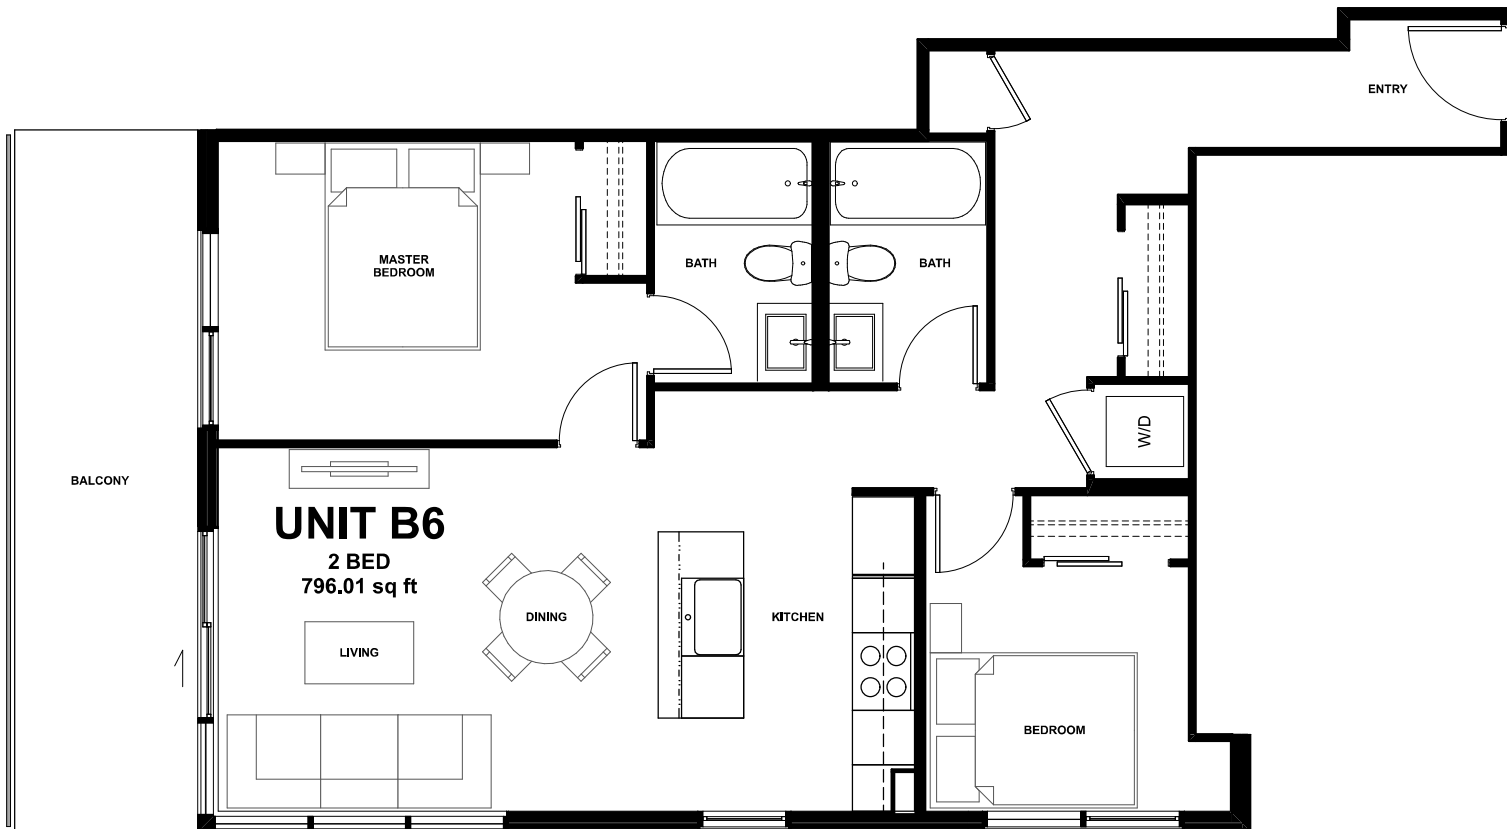 ENTRY
MASTER
BEDROOM
BATH
BATH
W/D
BALCONY
UNIT B6
2 BED
796.01 sq ft
DINING
KITCHEN
LIVING
BEDROOM